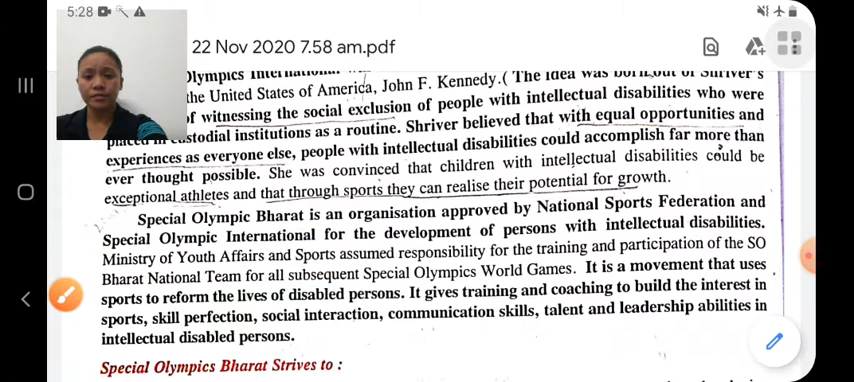 5:28
22 Nov 2020 7.58 am.pdf
Olympics
the United States of America, John F. Kennedy.( The idea was born out of Shriver's
of witnessing the social exclusion of people with intellectual disabilities who were
placed in custodial institutions as a routine. Shriver believed that with equal opportunities and
experiences as everyone else, people with intellectual disabilities could accomplish far more than
ever thought possible. She was convinced that children with intellectual disabilities could be
exceptional athletes and that through sports they can realise their potential for growth.
Special Olympic Bharat is an organisation approved by National Sports Federation and
Special Olympic International for the development of persons with intellectual disabilities.
Ministry of Youth Affairs and Sports assumed responsibility for the training and participation of the SO
Bharat National Team for all subsequent Special Olympics World Games. It is a movement that uses
sports to reform the lives of disabled persons. It gives training and coaching to build the interest in
sports, skill perfection, social interaction, communication skills, talent and leadership abilities in
intellectual disabled persons.
Special Olympics Bharat Strives to :